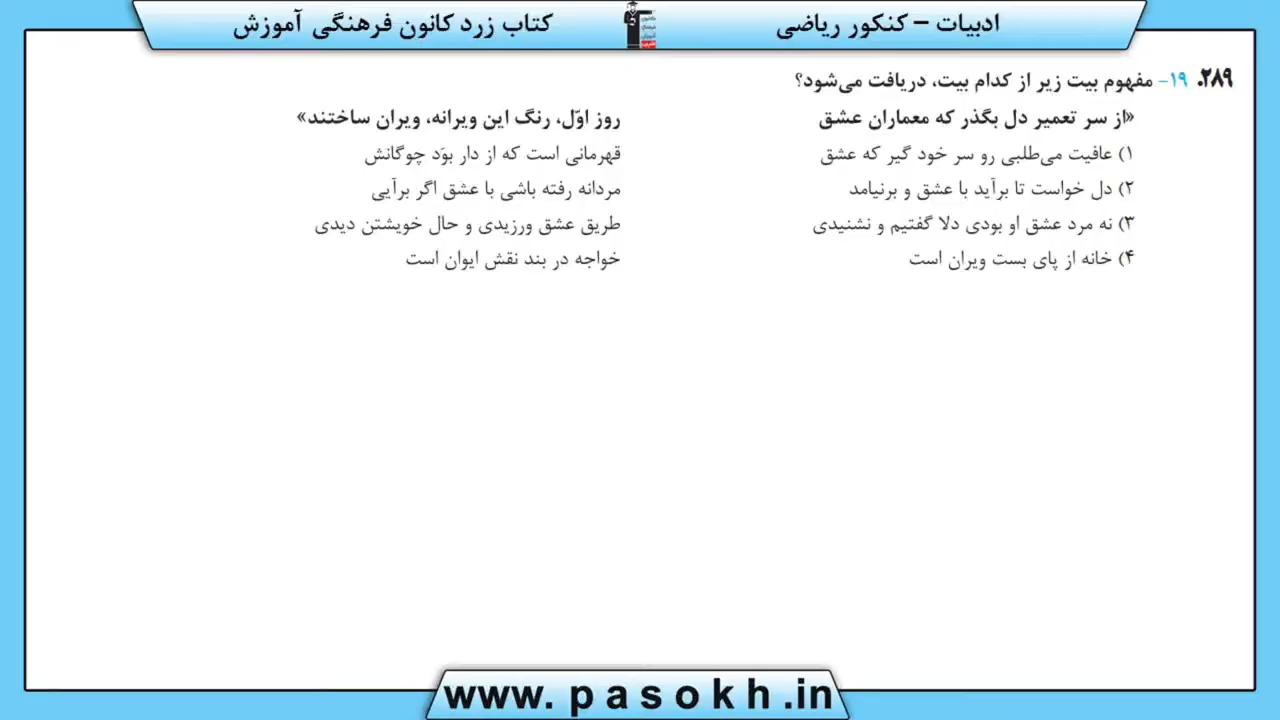 ادبیات – کنکور ریاضی
کتاب زرد کانون فرهنگی آموزش
۲۸۹. ۱۹- مفهوم بیت زیر از کدام بیت، دریافت می‌شود؟
«از سر تعمیر دل بگذر که معماران عشق روز اوّل، رنگ این ویرانه، ویران ساختند»
۱) عافیت می‌طلبی رو سر خود گیر که عشق قهرمانی است که از دار بوَد چوگانش
۲) دل خواست تا برآید با عشق و برنیامد مردانه رفته باشی با عشق اگر برآیی
۳) نه مرد عشق او بودی دلا گفتیم و نشنیدی طریق عشق ورزیدی و حال خویشتن دیدی
۴) خانه از پای بست ویران است خواجه در بند نقش ایوان است
www.pasokh.in